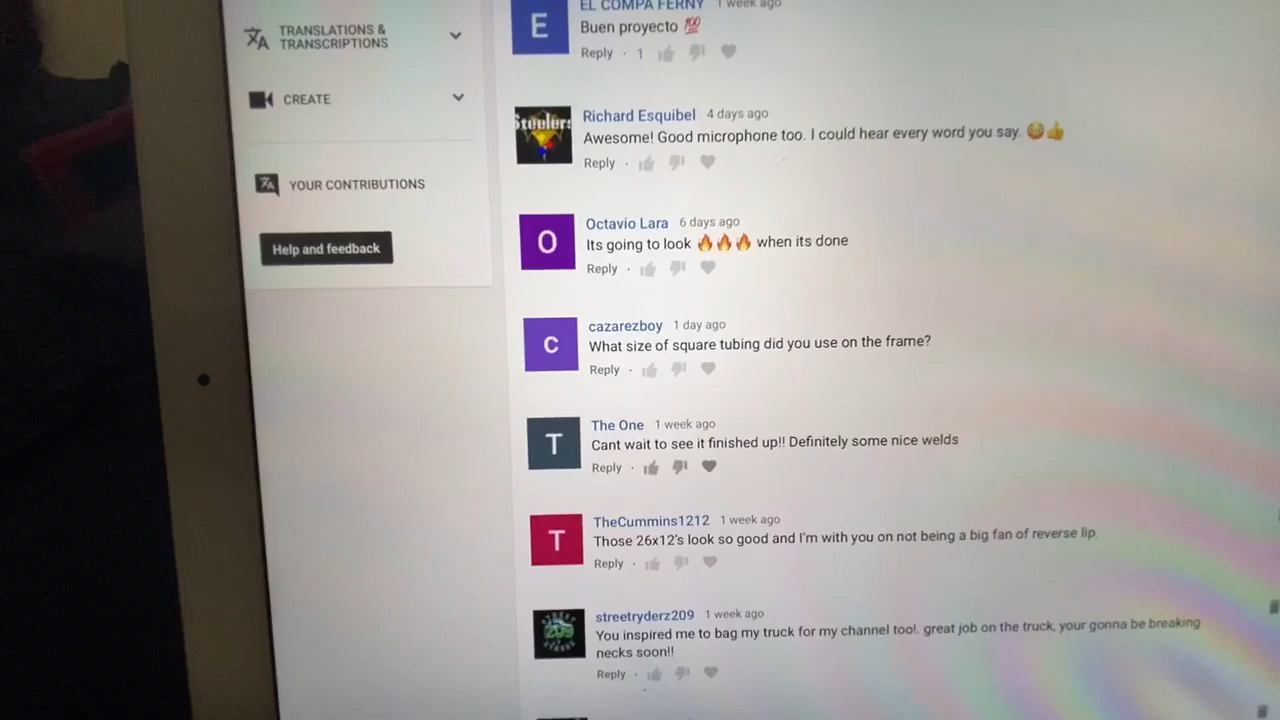 TRANSLATIONS &
TRANSCRIPTIONS
CREATE
YOUR CONTRIBUTIONS
Help and feedback
E
EL COMPA FERNY 1 week ago
Buen proyecto 💯
Reply · 1
Steelers
Richard Esquibel 4 days ago
Awesome! Good microphone too. I could hear every word you say. 😳👍
Reply ·
O
Octavio Lara 6 days ago
Its going to look 🔥🔥🔥 when its done
Reply ·
C
cazarezboy 1 day ago
What size of square tubing did you use on the frame?
Reply ·
T
The One 1 week ago
Cant wait to see it finished up!! Definitely some nice welds
Reply ·
T
TheCummins1212 1 week ago
Those 26x12's look so good and I'm with you on not being a big fan of reverse lip.
Reply ·
209
streetryderz209 1 week ago
You inspired me to bag my truck for my channel too!. great job on the truck, your gonna be breaking
necks soon!!
Reply ·